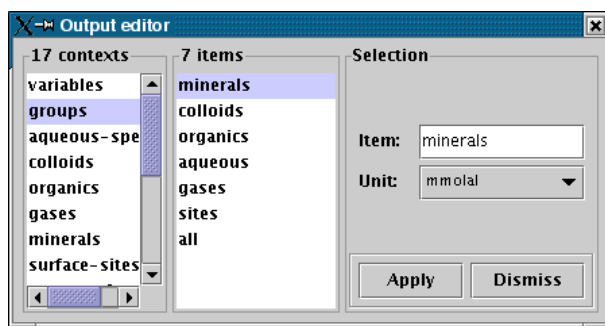 Output editor
17 contexts
variables
groups
aqueous-spe
colloids
organics
gases
minerals
surface-sites
7 items
minerals
colloids
organics
aqueous
gases
sites
all
Selection
Item: minerals
Unit: mmolal
Apply Dismiss